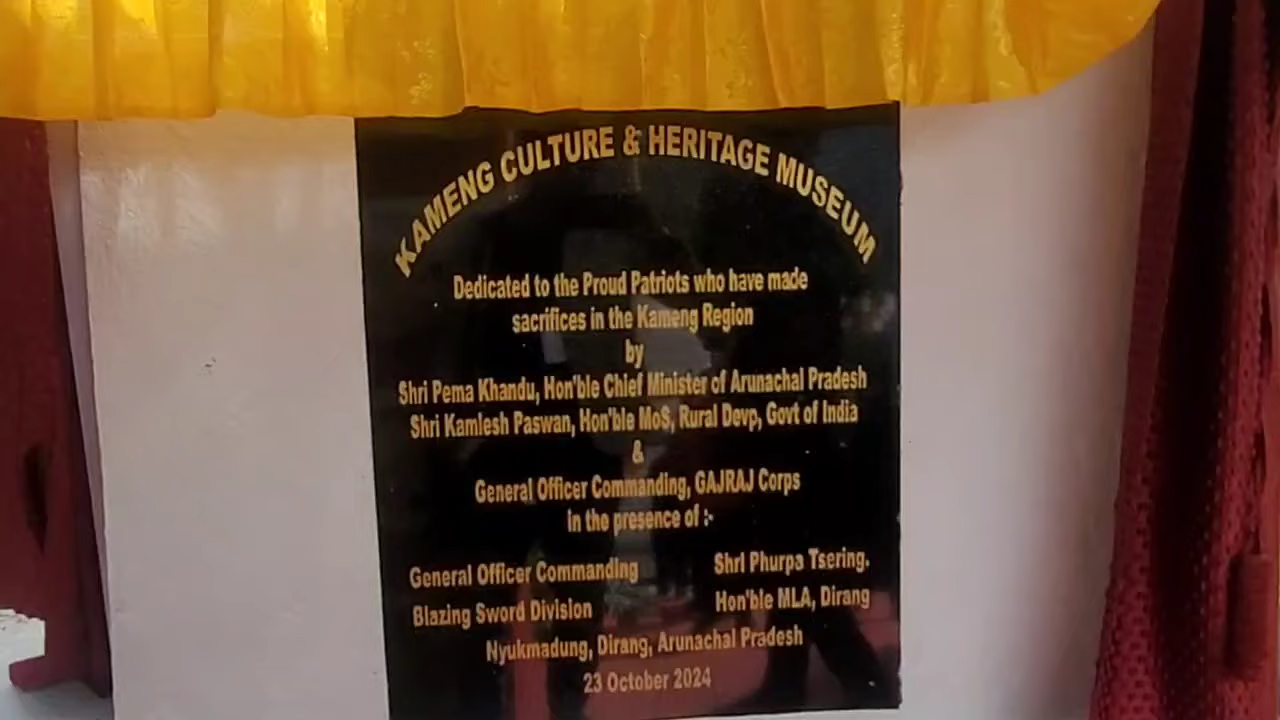 KAMENG CULTURE & HERITAGE MUSEUM
Dedicated to the Proud Patriots who have made
sacrifices in the Kameng Region
by
Shri Pema Khandu, Hon'ble Chief Minister of Arunachal Pradesh
Shri Kamlesh Paswan, Hon'ble MoS, Rural Devp, Govt of India
&
General Officer Commanding, GAJRAJ Corps
in the presence of :-
General Officer Commanding
Blazing Sword Division
Shri Phurpa Tsering.
Hon'ble MLA, Dirang
Nyukmadung, Dirang, Arunachal Pradesh
23 October 2024